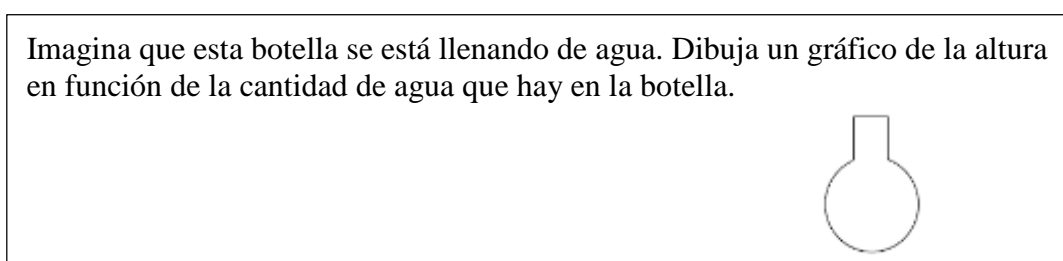 Imagina que esta botella se está llenando de agua. Dibuja un gráfico de la altura
en función de la cantidad de agua que hay en la botella.